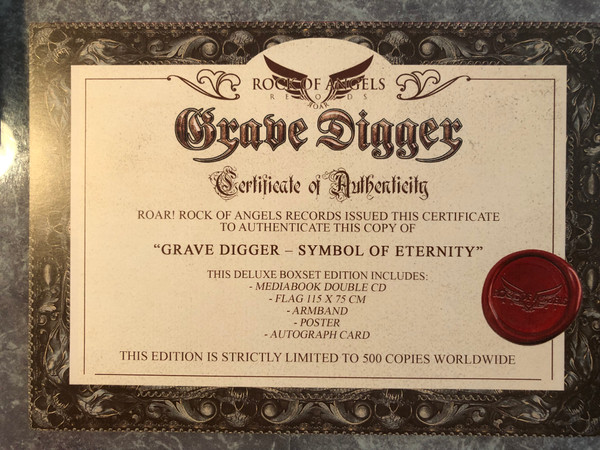 ROCK OF ANGELS
RECORDS
ROAR
Grave Digger
Certificate of Authenticity
ROAR! ROCK OF ANGELS RECORDS ISSUED THIS CERTIFICATE
TO AUTHENTICATE THIS COPY OF
“GRAVE DIGGER – SYMBOL OF ETERNITY”
THIS DELUXE BOXSET EDITION INCLUDES:
- MEDIABOOK DOUBLE CD
- FLAG 115 X 75 CM
- ARMBAND
- POSTER
- AUTOGRAPH CARD
THIS EDITION IS STRICTLY LIMITED TO 500 COPIES WORLDWIDE